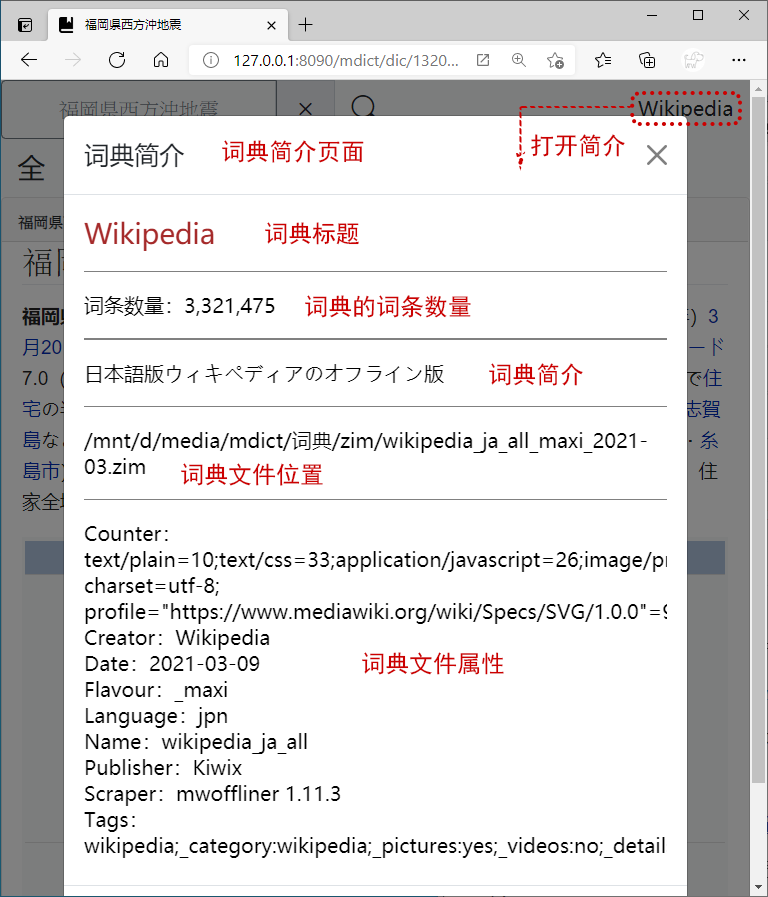 福岡県西方沖地震
127.0.0.1:8090/mdict/dic/1320...
福岡県西方沖地震
Wikipedia
打开简介
全
词典简介
词典简介页面
福岡県
福
Wikipedia
词典标题
词条数量：3,321,475
词典的词条数量
福岡県
) 3
月20
ード
7.0
で住
宅の
志賀
島な
・糸
島市)
住
家全
日本語版ウィキペディアのオフライン版
词典简介
/mnt/d/media/mdict/词典/zim/wikipedia_ja_all_maxi_2021-
03.zim
词典文件位置
Counter：
text/plain=10;text/css=33;application/javascript=26;image/p
charset=utf-8;
profile="https://www.mediawiki.org/wiki/Specs/SVG/1.0.0"=9
Creator：Wikipedia
Date：2021-03-09
词典文件属性
Flavour：_maxi
Language：jpn
Name：wikipedia_ja_all
Publisher：Kiwix
Scraper：mwoffliner 1.11.3
Tags：
wikipedia;_category:wikipedia;_pictures:yes;_videos:no;_detail